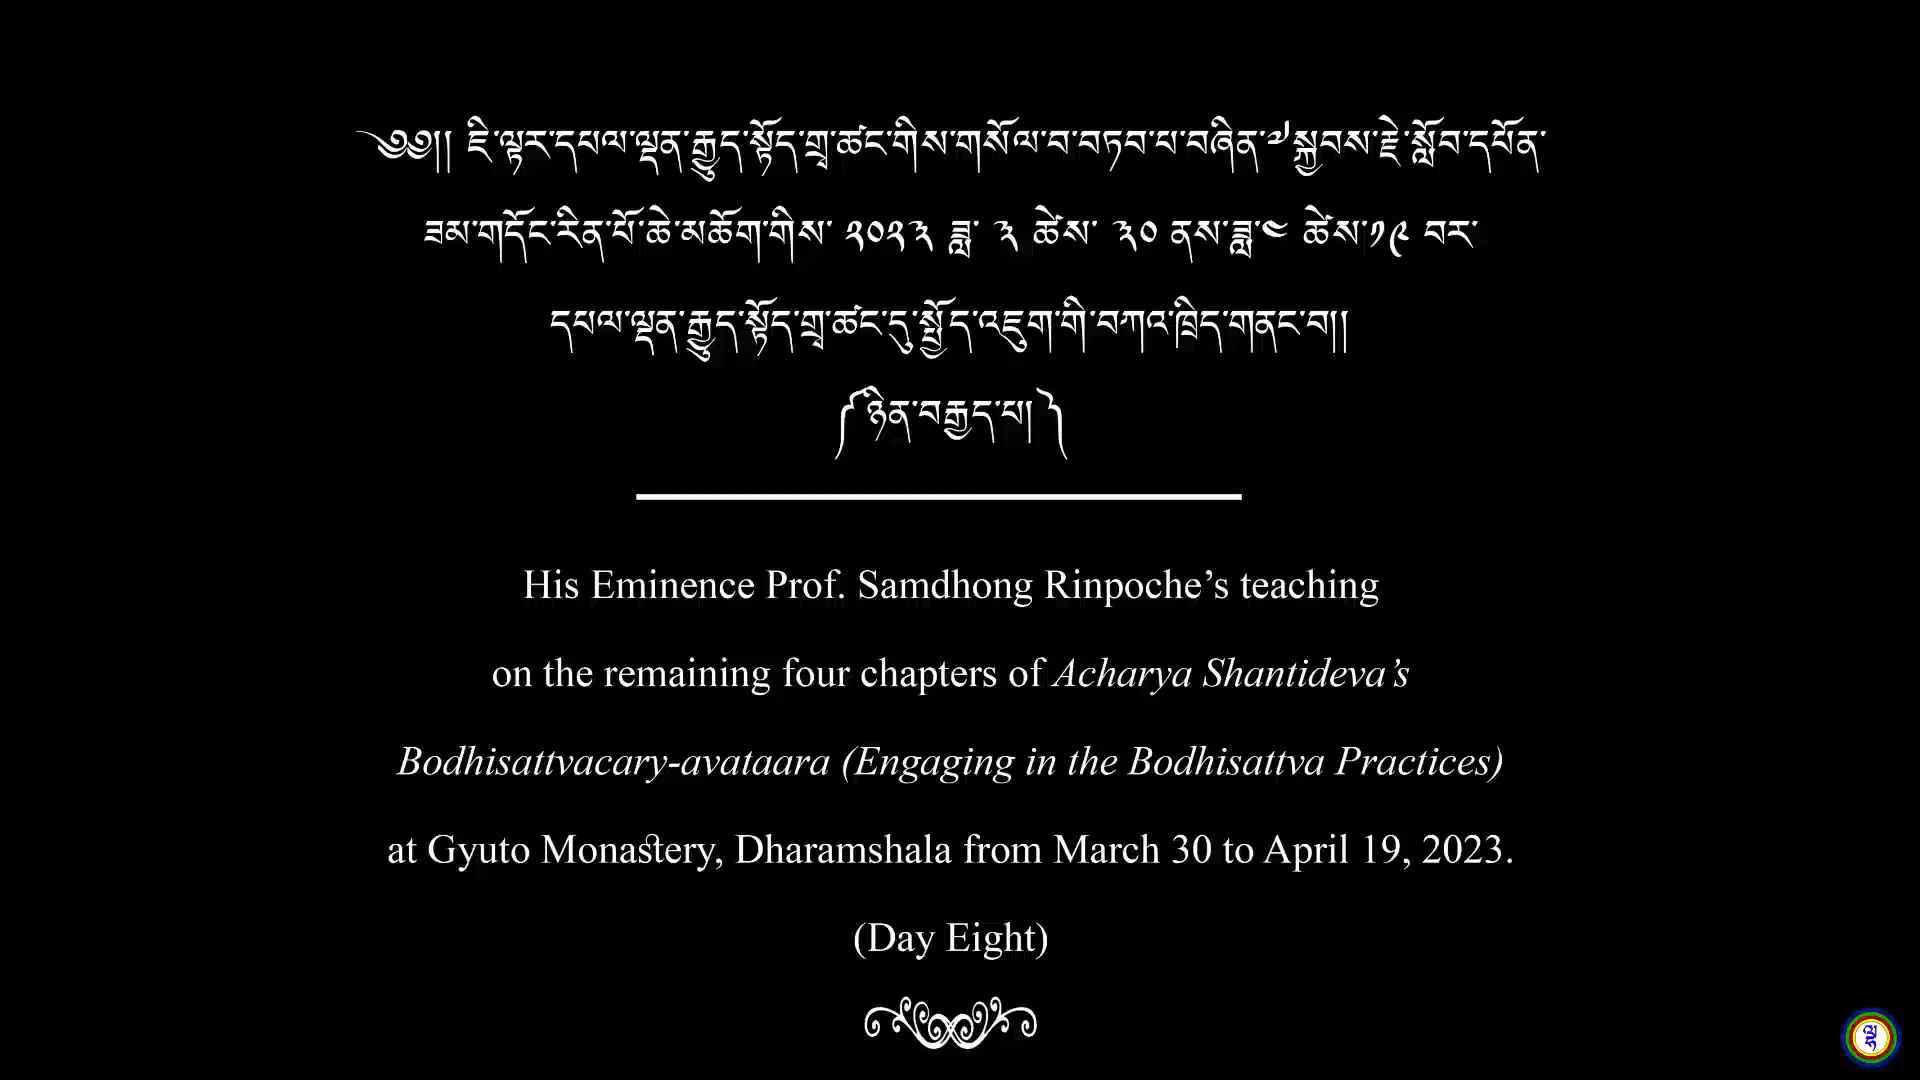 ༄༅།། ཇི་ལྟར་དཔལ་ལྡན་རྒྱུད་སྟོད་གྲྭ་ཚང་གིས་གསོལ་བ་བཏབ་པ་བཞིན་༧སྐྱབས་རྗེ་སློབ་དཔོན་
ཟམ་གདོང་རིན་པོ་ཆེ་མཆོག་གིས་ ༢༠༢༣ ཟླ་ ༣ ཚེས་ ༣༠ ནས་ཟླ་༤ ཚེས་༡༩ བར་
དཔལ་ལྡན་རྒྱུད་སྟོད་གྲྭ་ཚང་དུ་སྤྱོད་འཇུག་གི་བཀའ་ཁྲིད་གནང་བ།།
༼ཉིན་བརྒྱད་པ།༽
His Eminence Prof. Samdhong Rinpoche’s teaching
on the remaining four chapters of Acharya Shantideva’s
Bodhisattvacary-avataara (Engaging in the Bodhisattva Practices)
at Gyuto Monastery, Dharamshala from March 30 to April 19, 2023.
(Day Eight)